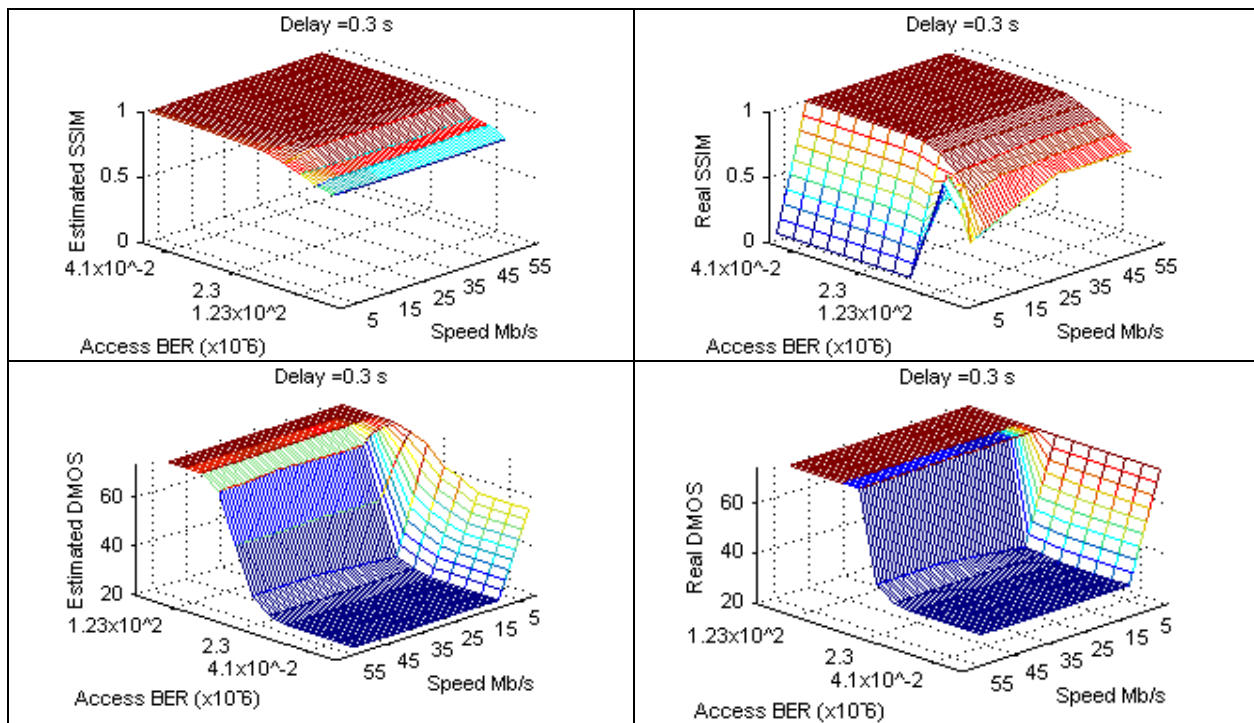 Delay =0.3 s
Estimated SSIM
1
0.5
0
4.1x10^-2
2.3
1.23x10^2
5
15
25
35
45
55
Speed Mb/s
Access BER (x10-6)
Delay =0.3 s
Real SSIM
1
0.5
0
4.1x10^-2
2.3
1.23x10^2
5
15
25
35
45
55
Speed Mb/s
Access BER (x10-6)
Delay =0.3 s
Estimated DMOS
60
40
20
1.23x10^2
2.3
4.1x10^-2
55
45
35
25
15
5
Speed Mb/s
Access BER (x10-6)
Delay =0.3 s
Real DMOS
60
40
20
1.23x10^2
2.3
4.1x10^-2
55
45
35
25
15
5
Speed Mb/s
Access BER (x10-6)